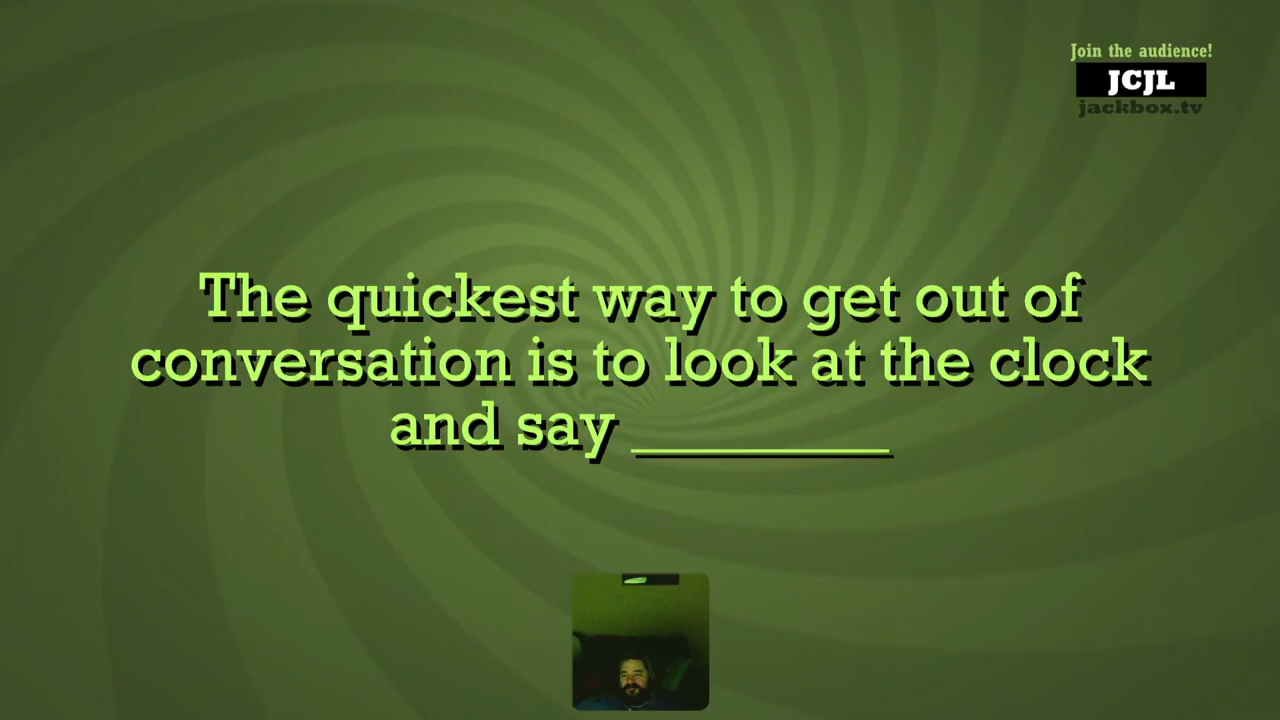 Join the audience!
JCJL
jackbox.tv
The quickest way to get out of
conversation is to look at the clock
and say ________